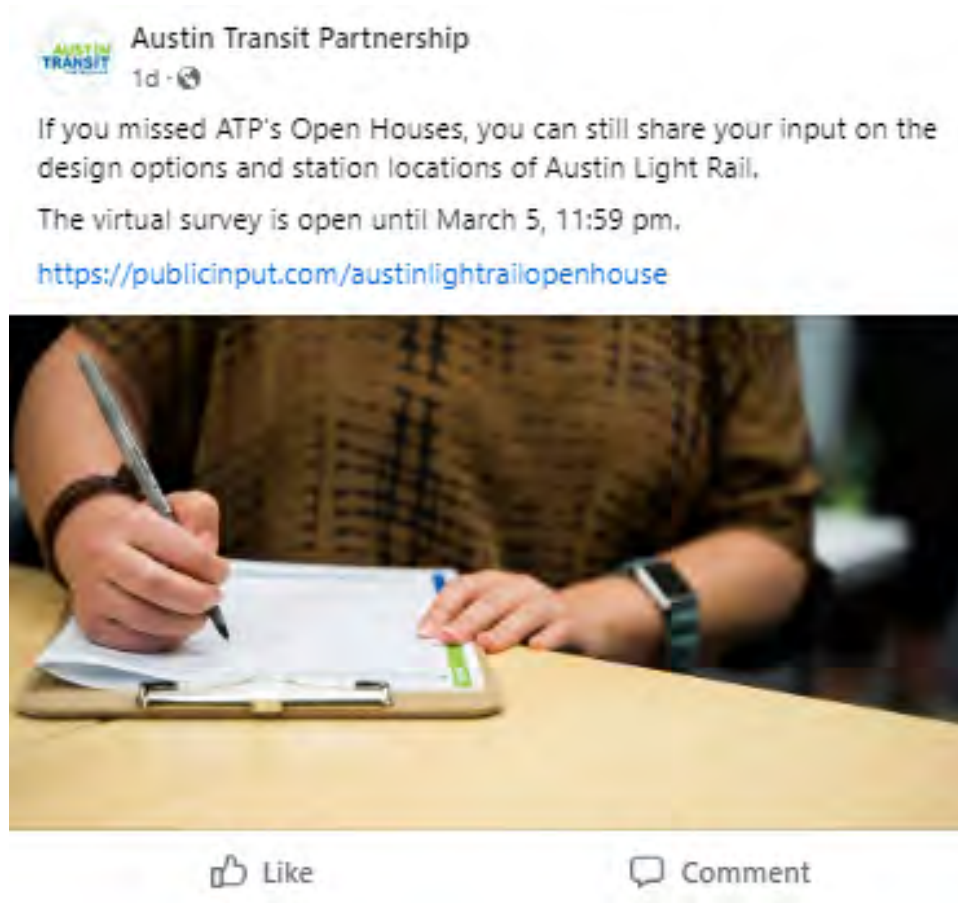 Austin Transit Partnership
AUSTIN
TRANSIT
1d ·
If you missed ATP's Open Houses, you can still share your input on the
design options and station locations of Austin Light Rail.
The virtual survey is open until March 5, 11:59 pm.
https://publicinput.com/austinlightrailopenhouse
Like
Comment